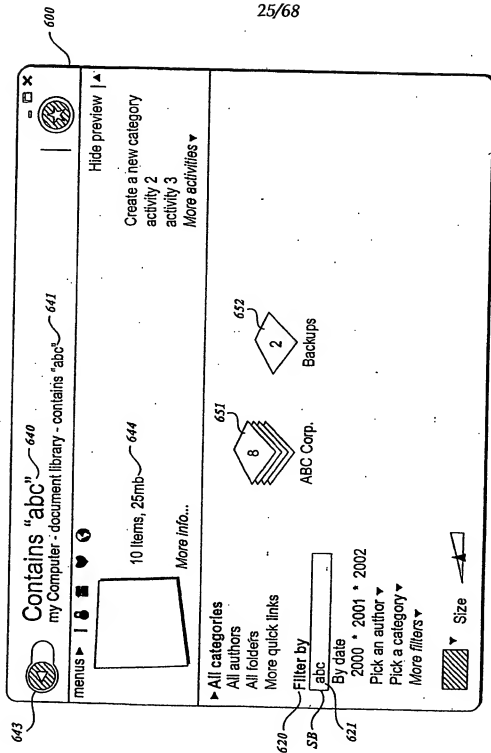 25/68
600
Contains "abc" 640
my Computer - document library - contains "abc" 641
643
menus
Hide preview
10 Items, 25mb 644
More info...
Create a new category
activity 2
activity 3
More activities
All categories
All authors
All folders
More quick links
620
Filter by
SB
abc
621
By date
2000 * 2001 * 2002
Pick an author
Pick a category
More filters
Size
651
8
ABC Corp.
652
2
Backups